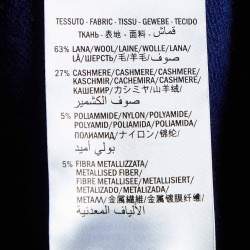 TESSUTO - FABRIC - TISSU - GEWEBE - TECIDO
ТКАНЬ - 表地 - 面料 - قماش
63% LANA/WOOL/LAINE/WOLLE/LANA/
LÃ/ШЕРСТЬ/毛/羊毛/صوف
27% CASHMERE/CASHMERE/CACHEMIRE/
KASCHMIR/CACHEMIRA/CASHMERE/
КАШЕМИР/カシミヤ/山羊绒/
صوف الكشمير
5% POLIAMMIDE/NYLON/POLYAMIDE/
POLYAMID/POLIAMIDA/POLIAMIDA/
ПОЛИАМИД/ナイロン/锦纶/
بولي أميد
5% FIBRA METALLIZZATA/
METALLISED FIBER/
FIBRE METALLISÉE/METALLISIERT/
METALIZADO/METALIZADA/
МЕТАЛЛ/金属繊維/金属镀膜纤维/
الألياف المعدنية